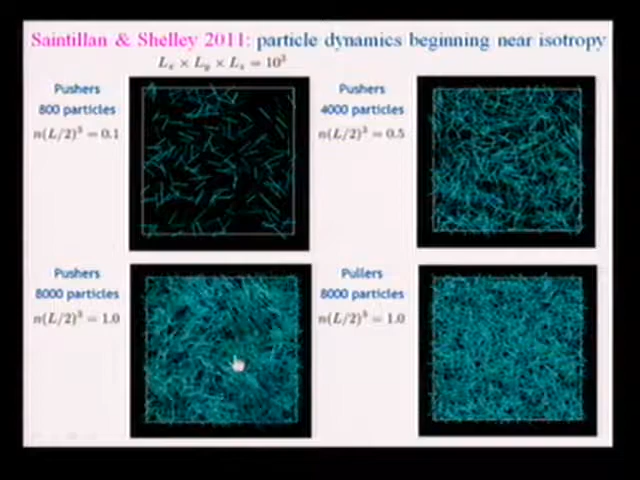 Saintillan & Shelley 2011: particle dynamics beginning near isotropy
Lₓ × Lᵧ × L_z = 10³
Pushers
800 particles
n(L/2)³ = 0.1
Pushers
4000 particles
n(L/2)³ = 0.5
Pushers
8000 particles
n(L/2)³ = 1.0
Pullers
8000 particles
n(L/2)³ = 1.0